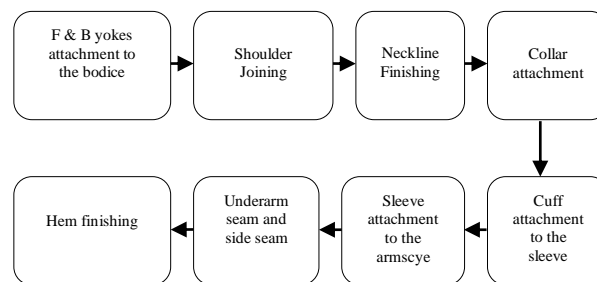 F & B yokes
attachment to
the bodice
Shoulder
Joining
Neckline
Finishing
Collar
attachment
Cuff
attachment
to the
sleeve
Sleeve
attachment
to the
armscye
Underarm
seam and
side seam
Hem finishing